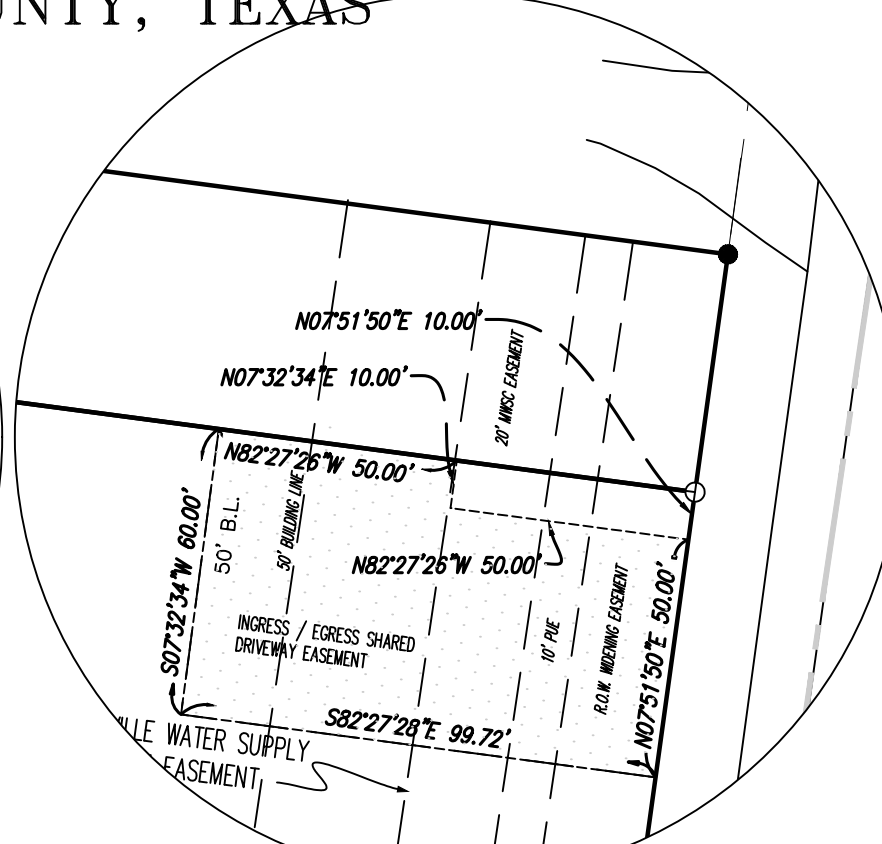 UNTY, TEXAS
N07°51'50"E 10.00'
20' MWSC EASEMENT
N07°32'34"E 10.00'
N82°27'26"W 50.00'
S07°32'34"W 60.00'
50' B.L.
50' BUILDING LINE
N82°27'26"W 50.00'
INGRESS / EGRESS SHARED
DRIVEWAY EASEMENT
10' PUE
R.O.W. WIDENING EASEMENT
N07°51'50"E 50.00'
S82°27'28"E 99.72'
VILLE WATER SUPPLY
EASEMENT